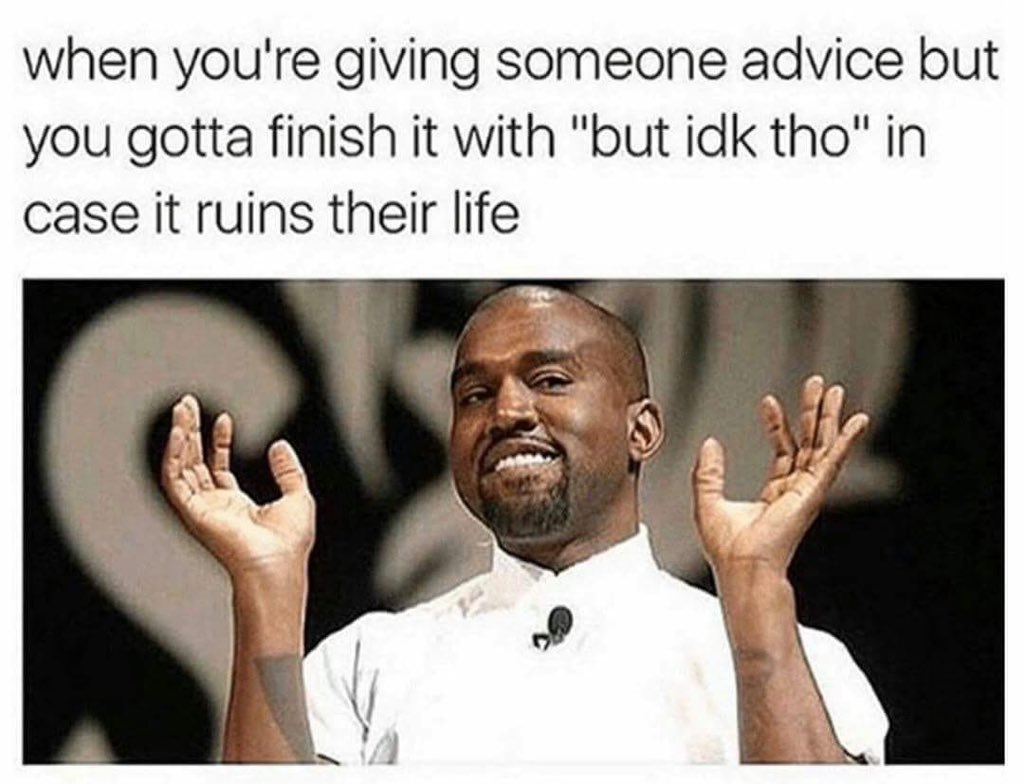 when you're giving someone advice but
you gotta finish it with "but idk tho" in
case it ruins their life